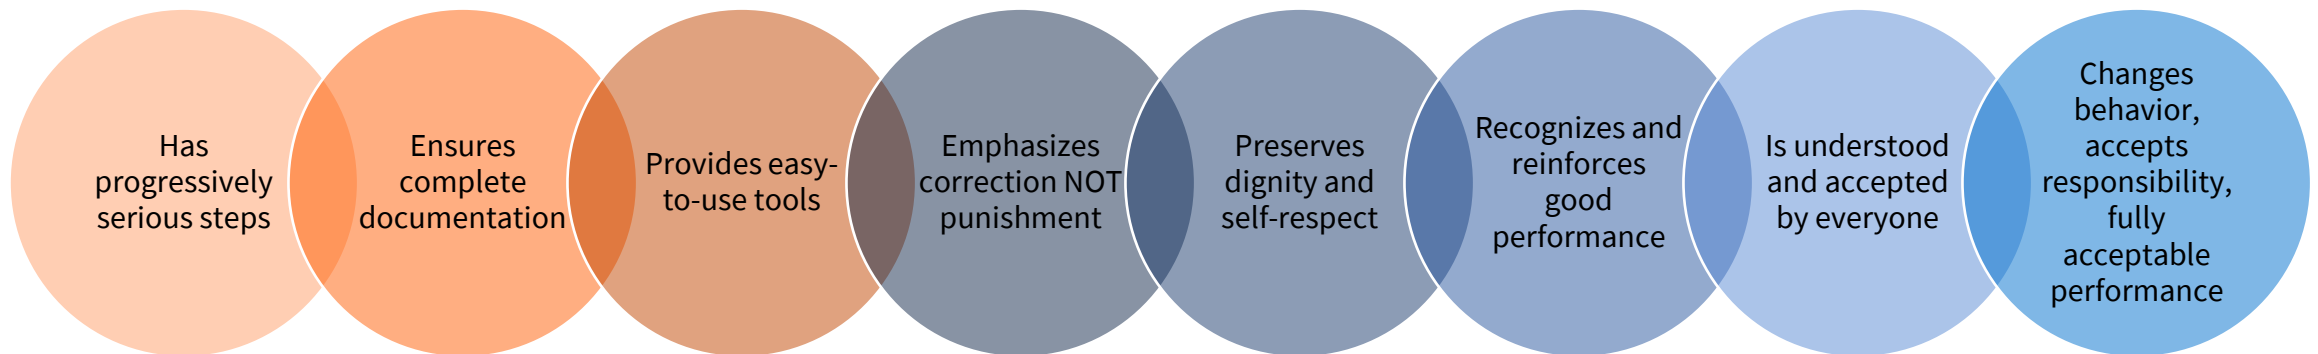 Has
progressively
serious steps
Ensures
complete
documentation
Provides easy-
to-use tools
Emphasizes
correction NOT
punishment
Preserves
dignity and
self-respect
Recognizes and
reinforces
good
performance
Is understood
and accepted
by everyone
Changes
behavior,
accepts
responsibility,
fully
acceptable
performance